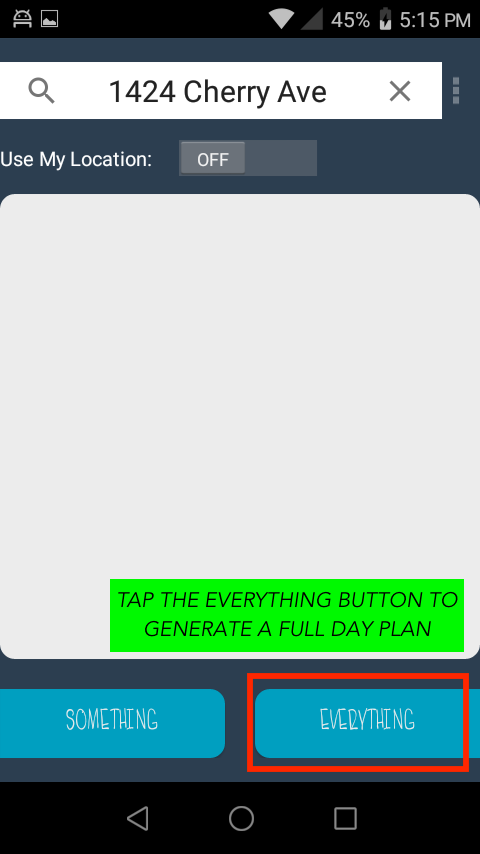 45% 5:15 PM
1424 Cherry Ave
Use My Location: OFF
TAP THE EVERYTHING BUTTON TO
GENERATE A FULL DAY PLAN
SOMETHING EVERYTHING